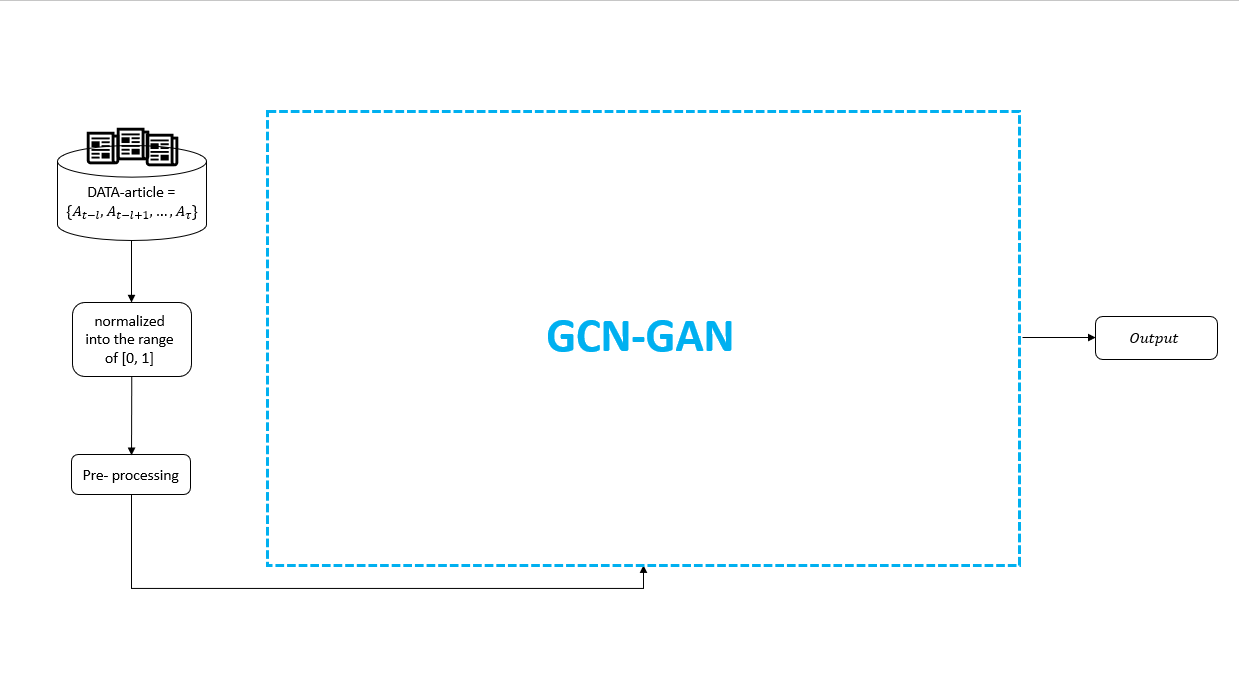 DATA-article =
{A_{t-l}, A_{t-l+1}, ..., A_τ}
normalized
into the range
of [0, 1]
Pre- processing
GCN-GAN
Output